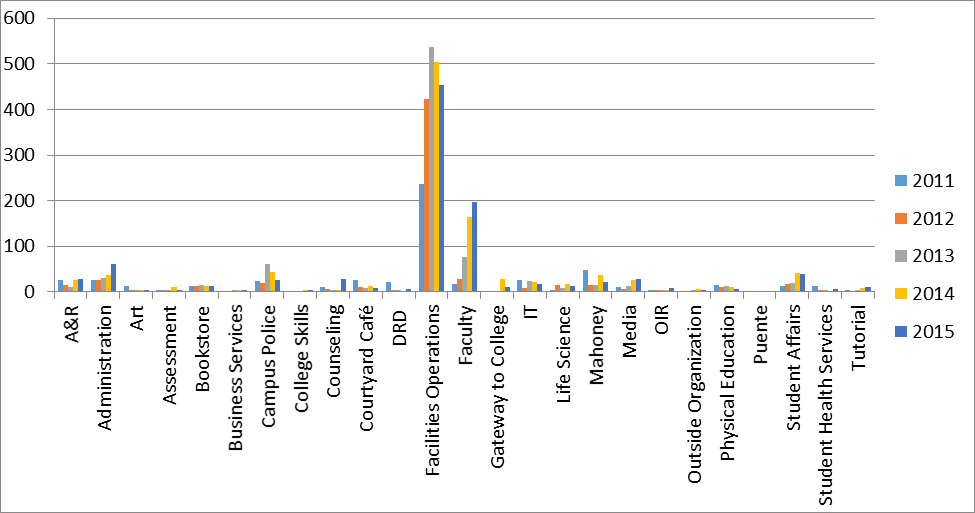 600
500
400
300
200
100
0
A&R
Administration
Art
Assessment
Bookstore
Business Services
Campus Police
College Skills
Counseling
Courtyard Café
DRD
Facilities Operations
Faculty
Gateway to College
IT
Life Science
Mahoney
Media
OIR
Outside Organization
Physical Education
Puente
Student Affairs
Student Health Services
Tutorial
2011
2012
2013
2014
2015